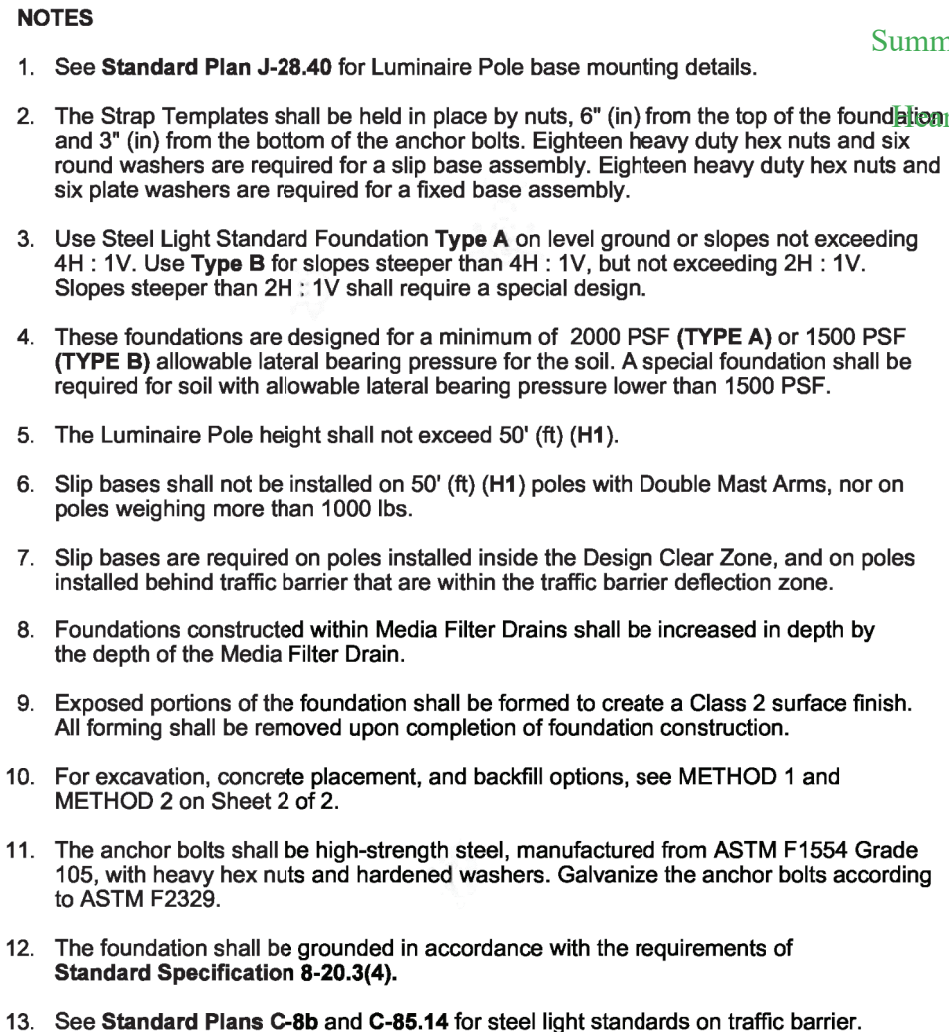 NOTES
Summ
1. See Standard Plan J-28.40 for Luminaire Pole base mounting details.
2. The Strap Templates shall be held in place by nuts, 6" (in) from the top of the foundation
and 3" (in) from the bottom of the anchor bolts. Eighteen heavy duty hex nuts and six
round washers are required for a slip base assembly. Eighteen heavy duty hex nuts and
six plate washers are required for a fixed base assembly.
3. Use Steel Light Standard Foundation Type A on level ground or slopes not exceeding
4H : 1V. Use Type B for slopes steeper than 4H : 1V, but not exceeding 2H : 1V.
Slopes steeper than 2H : 1V shall require a special design.
4. These foundations are designed for a minimum of 2000 PSF (TYPE A) or 1500 PSF
(TYPE B) allowable lateral bearing pressure for the soil. A special foundation shall be
required for soil with allowable lateral bearing pressure lower than 1500 PSF.
5. The Luminaire Pole height shall not exceed 50' (ft) (H1).
6. Slip bases shall not be installed on 50' (ft) (H1) poles with Double Mast Arms, nor on
poles weighing more than 1000 lbs.
7. Slip bases are required on poles installed inside the Design Clear Zone, and on poles
installed behind traffic barrier that are within the traffic barrier deflection zone.
8. Foundations constructed within Media Filter Drains shall be increased in depth by
the depth of the Media Filter Drain.
9. Exposed portions of the foundation shall be formed to create a Class 2 surface finish.
All forming shall be removed upon completion of foundation construction.
10. For excavation, concrete placement, and backfill options, see METHOD 1 and
METHOD 2 on Sheet 2 of 2.
11. The anchor bolts shall be high-strength steel, manufactured from ASTM F1554 Grade
105, with heavy hex nuts and hardened washers. Galvanize the anchor bolts according
to ASTM F2329.
12. The foundation shall be grounded in accordance with the requirements of
Standard Specification 8-20.3(4).
13. See Standard Plans C-8b and C-85.14 for steel light standards on traffic barrier.